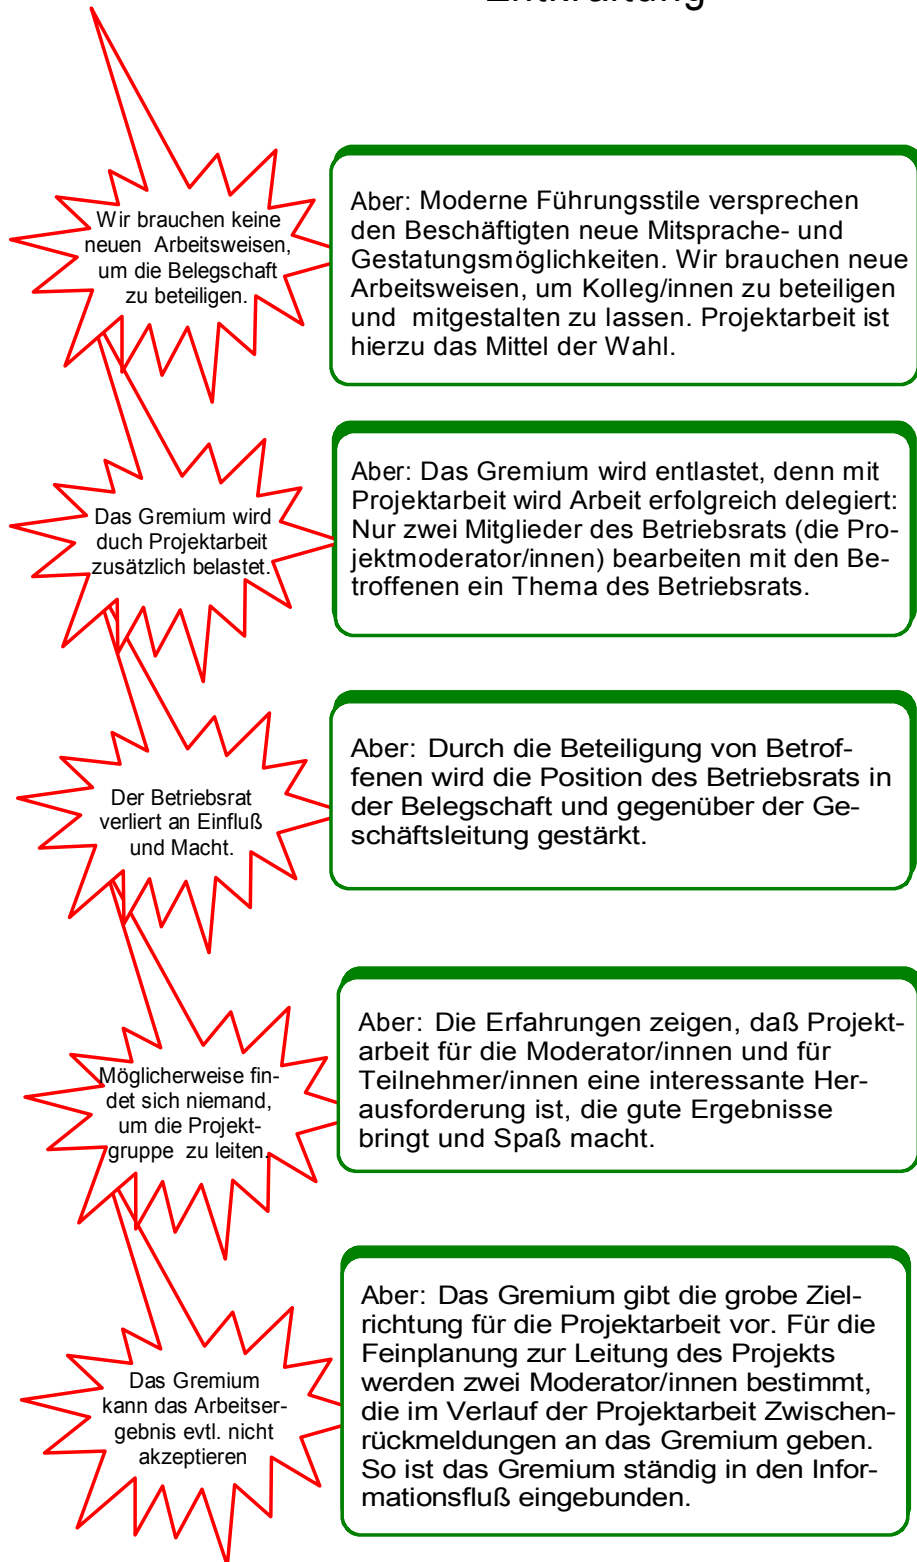 Entkräftung
Wir brauchen keine
neuen Arbeitsweisen,
um die Belegschaft
zu beteiligen.
Aber: Moderne Führungsstile versprechen
den Beschäftigten neue Mitsprache- und
Gestatungsmöglichkeiten. Wir brauchen neue
Arbeitsweisen, um Kolleg/innen zu beteiligen
und mitgestalten zu lassen. Projektarbeit ist
hierzu das Mittel der Wahl.
Das Gremium wird
duch Projektarbeit
zusätzlich belastet.
Aber: Das Gremium wird entlastet, denn mit
Projektarbeit wird Arbeit erfolgreich delegiert:
Nur zwei Mitglieder des Betriebsrats (die Pro-
jektmoderator/innen) bearbeiten mit den Be-
troffenen ein Thema des Betriebsrats.
Der Betriebsrat
verliert an Einfluß
und Macht.
Aber: Durch die Beteiligung von Betrof-
fenen wird die Position des Betriebsrats in
der Belegschaft und gegenüber der Ge-
schäftsleitung gestärkt.
Möglicherweise fin-
det sich niemand,
um die Projekt-
gruppe zu leiten.
Aber: Die Erfahrungen zeigen, daß Projekt-
arbeit für die Moderator/innen und für
Teilnehmer/innen eine interessante Her-
ausforderung ist, die gute Ergebnisse
bringt und Spaß macht.
Das Gremium
kann das Arbeitser-
gebnis evtl. nicht
akzeptieren
Aber: Das Gremium gibt die grobe Ziel-
richtung für die Projektarbeit vor. Für die
Feinplanung zur Leitung des Projekts
werden zwei Moderator/innen bestimmt,
die im Verlauf der Projektarbeit Zwischen-
rückmeldungen an das Gremium geben.
So ist das Gremium ständig in den Infor-
mationsfluß eingebunden.